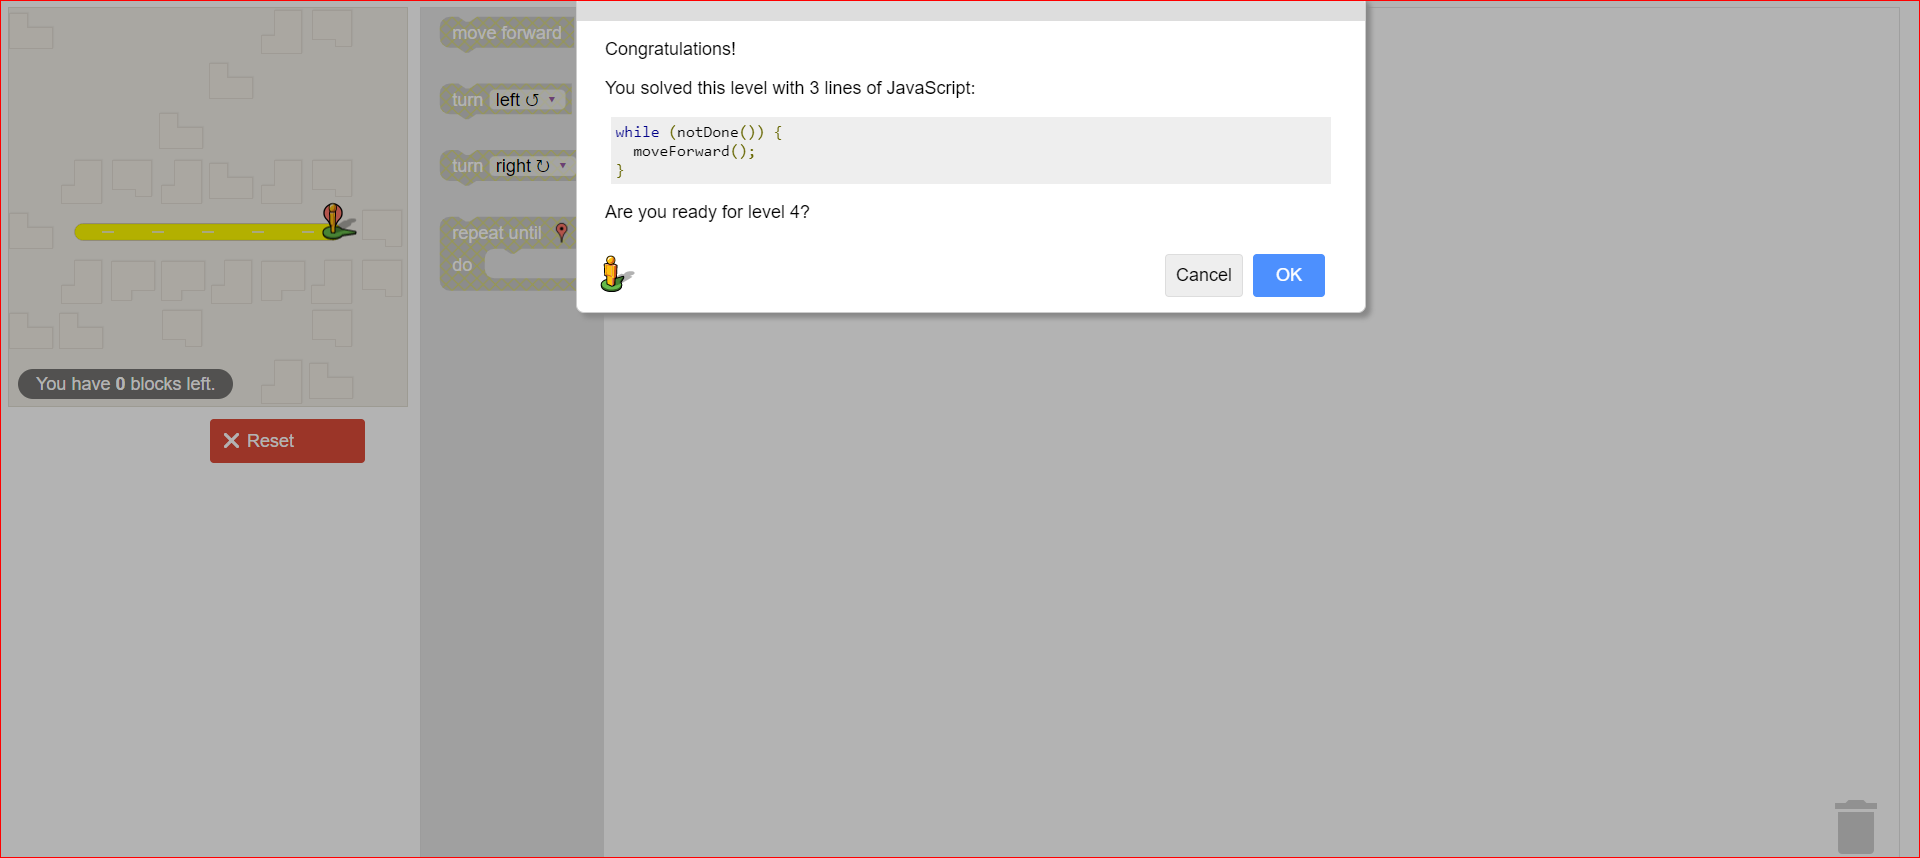 move forward
turn left ↺ ▾
turn right ↻ ▾
repeat until
do
You have 0 blocks left.
Reset
Congratulations!
You solved this level with 3 lines of JavaScript:
while (notDone()) {
  moveForward();
}
Are you ready for level 4?
Cancel
OK